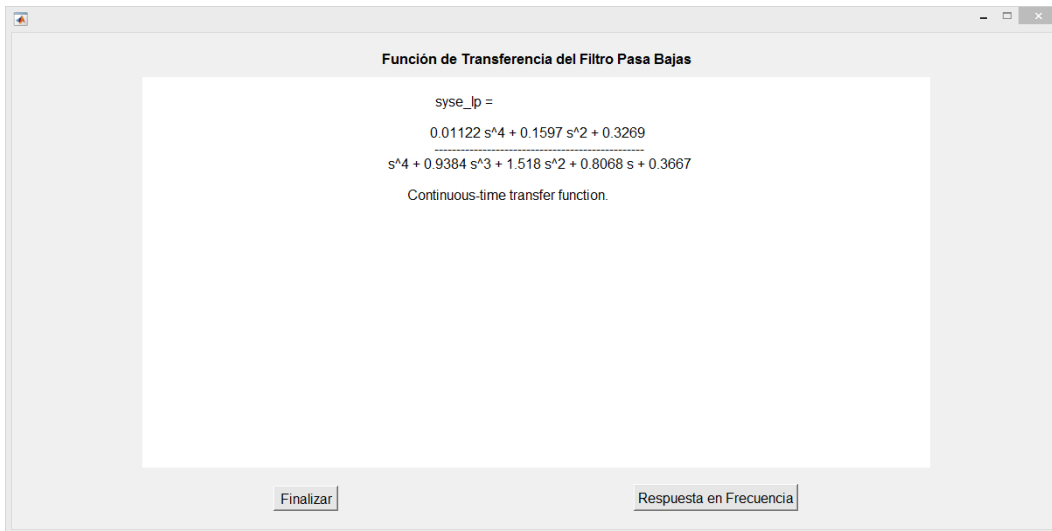 Función de Transferencia del Filtro Pasa Bajas
syse_lp =
0.01122 s^4 + 0.1597 s^2 + 0.3269
------------------------------------------------
s^4 + 0.9384 s^3 + 1.518 s^2 + 0.8068 s + 0.3667
Continuous-time transfer function.
Finalizar
Respuesta en Frecuencia